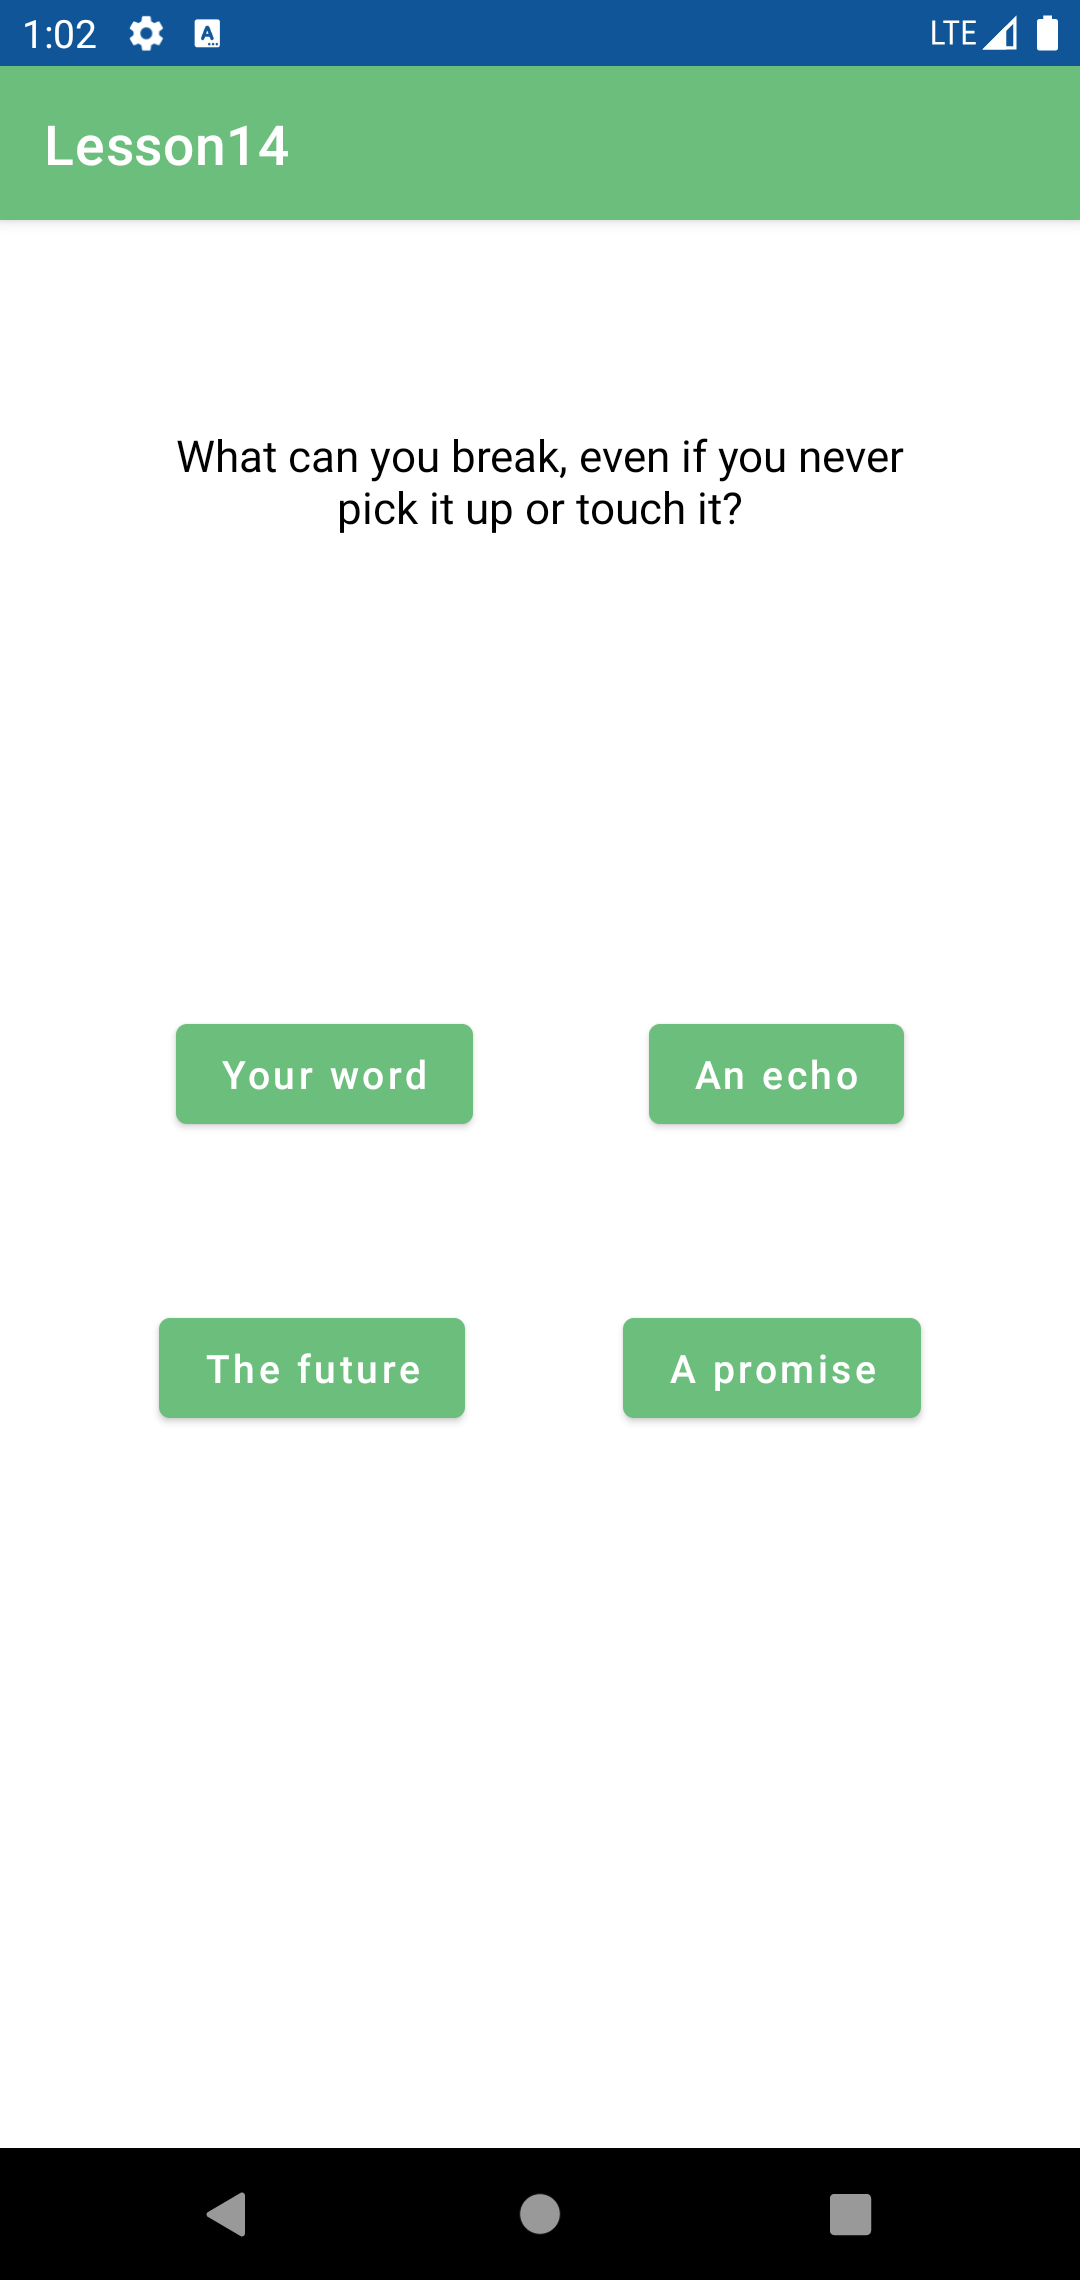 1:02 LTE
Lesson14
What can you break, even if you never
pick it up or touch it?
Your word An echo
The future A promise